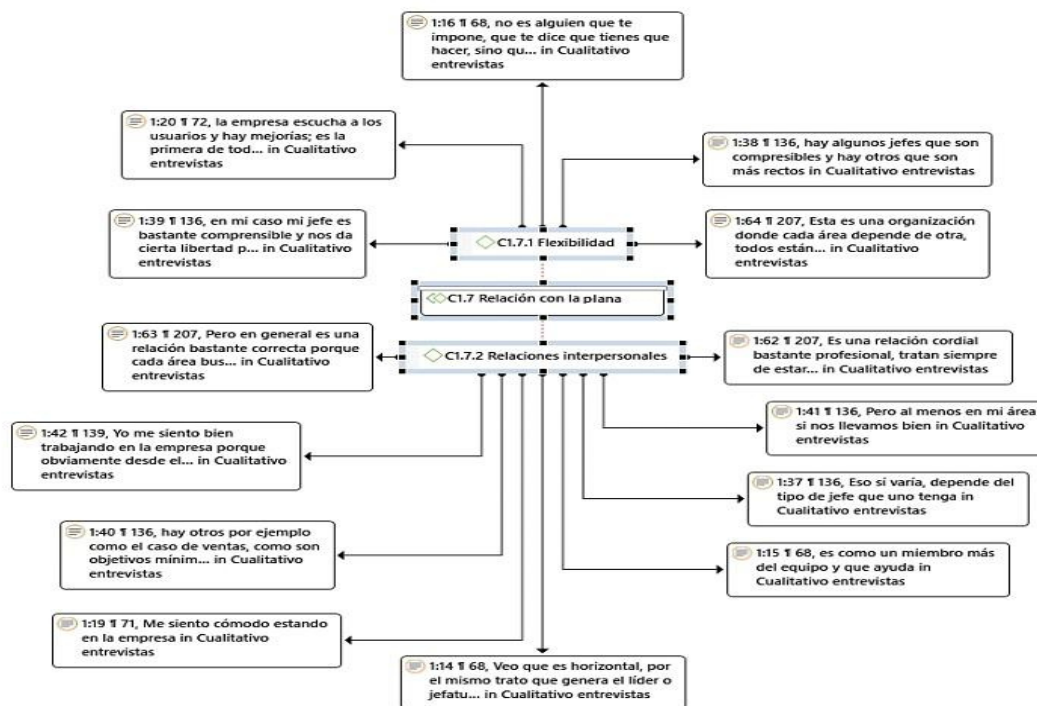 1:16 ¶ 68, no es alguien que te
impone, que te dice que tienes que
hacer, sino qu... in Cualitativo
entrevistas
1:20 ¶ 72, la empresa escucha a los
usuarios y hay mejorías; es la
primera de tod... in Cualitativo
entrevistas
1:38 ¶ 136, hay algunos jefes que son
compresibles y hay otros que son
más rectos in Cualitativo entrevistas
1:39 ¶ 136, en mi caso mi jefe es
bastante comprensible y nos da
cierta libertad p... in Cualitativo
entrevistas
C1.7.1 Flexibilidad
1:64 ¶ 207, Esta es una organización
donde cada área depende de otra,
todos están... in Cualitativo
entrevistas
C1.7 Relación con la plana
1:63 ¶ 207, Pero en general es una
relación bastante correcta porque
cada área bus... in Cualitativo
entrevistas
C1.7.2 Relaciones interpersonales
1:62 ¶ 207, Es una relación cordial
bastante profesional, tratan siempre
de estar... in Cualitativo
entrevistas
1:41 ¶ 136, Pero al menos en mi área
si nos llevamos bien in Cualitativo
entrevistas
1:42 ¶ 139, Yo me siento bien
trabajando en la empresa porque
obviamente desde el... in Cualitativo
entrevistas
1:37 ¶ 136, Eso sí varía, depende del
tipo de jefe que uno tenga in
Cualitativo entrevistas
1:40 ¶ 136, hay otros por ejemplo
como el caso de ventas, como son
objetivos mínim... in Cualitativo
entrevistas
1:15 ¶ 68, es como un miembro más
del equipo y que ayuda in
Cualitativo entrevistas
1:19 ¶ 71, Me siento cómodo estando
en la empresa in Cualitativo
entrevistas
1:14 ¶ 68, Veo que es horizontal, por
el mismo trato que genera el líder o
jefatu... in Cualitativo entrevistas